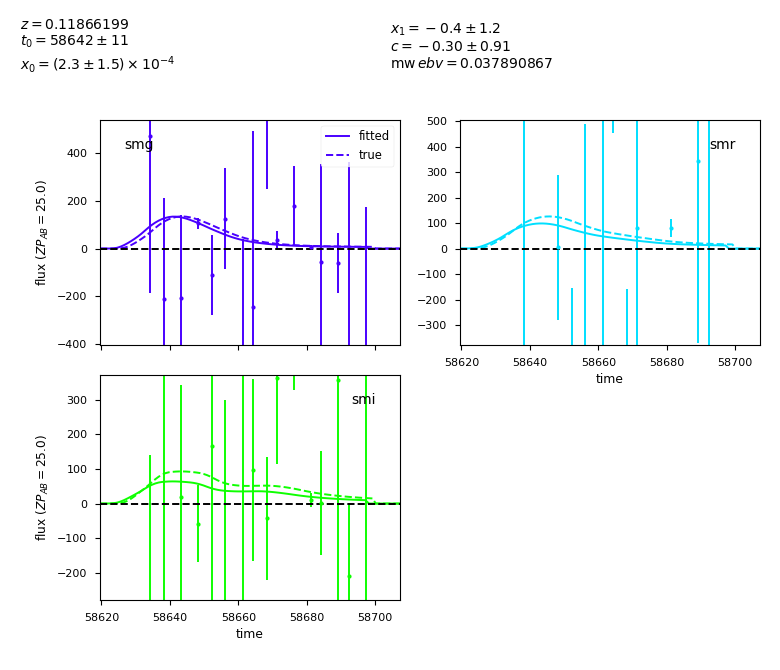 z = 0.11866199
t₀ = 58642 ± 11
x₀ = (2.3 ± 1.5) × 10⁻⁴
x₁ = −0.4 ± 1.2
c = −0.30 ± 0.91
mw ebv = 0.037890867
smg
fitted
true
400
200
0
−200
−400
flux (ZP_AB = 25.0)
smr
500
400
300
200
100
0
−100
−200
−300
58620 58640 58660 58680 58700
time
smi
300
200
100
0
−100
−200
flux (ZP_AB = 25.0)
58620 58640 58660 58680 58700
time